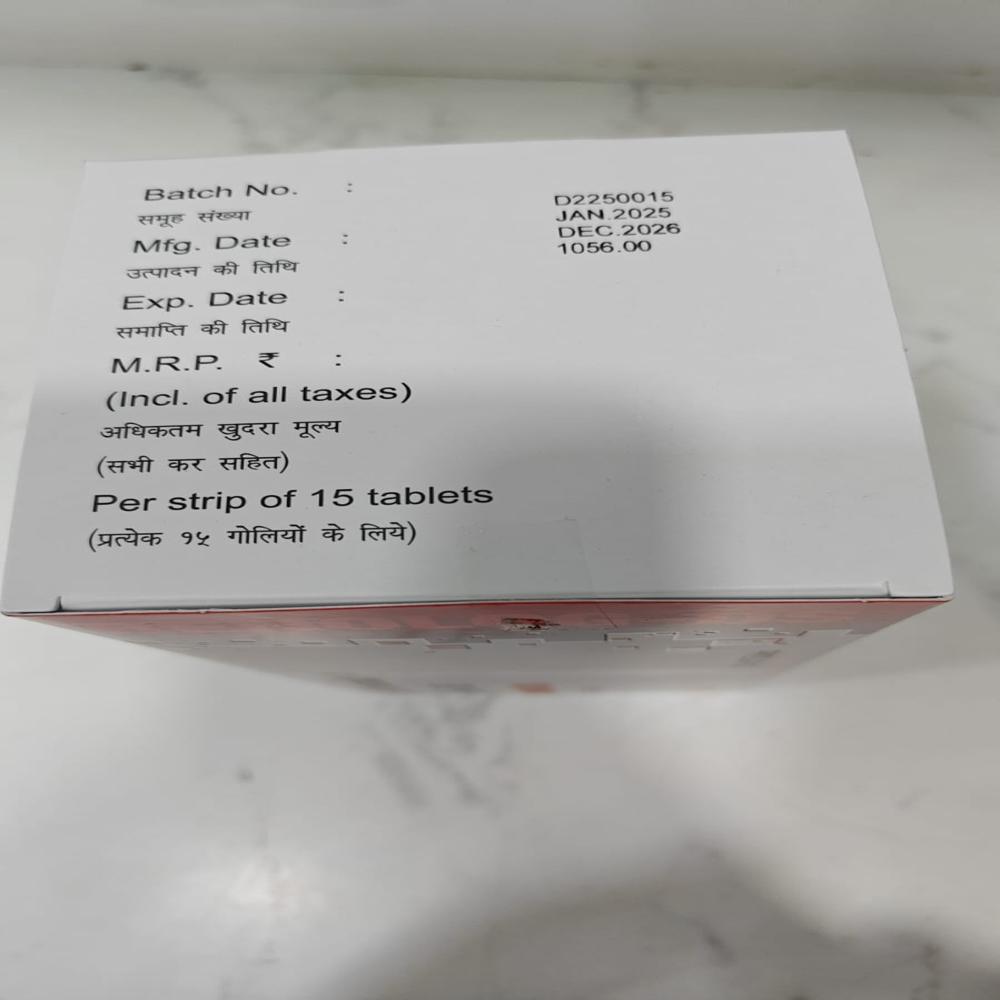 Batch No. :
समूह संख्या
Mfg. Date :
उत्पादन की तिथि
Exp. Date :
समाप्ति की तिथि
M.R.P. ₹ :
(Incl. of all taxes)
अधिकतम खुदरा मूल्य
(सभी कर सहित)
Per strip of 15 tablets
(प्रत्येक १५ गोलियों के लिये)
D2250015
JAN.2025
DEC.2026
1056.00